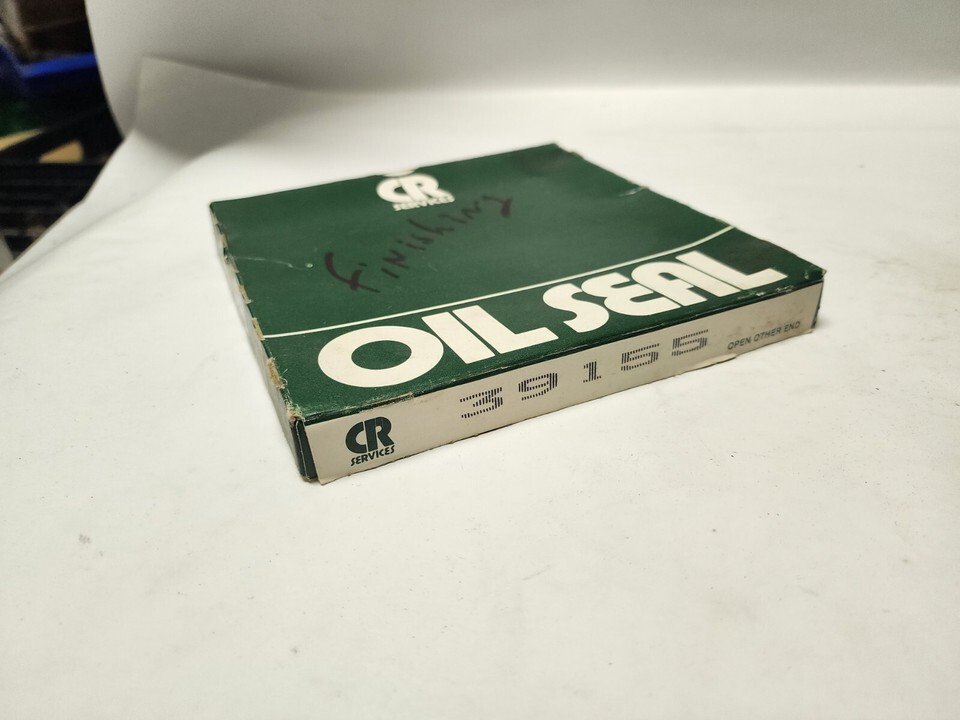 CR
SERVICES
Finishing
OIL SEAL
CR
SERVICES
39155
OPEN OTHER END